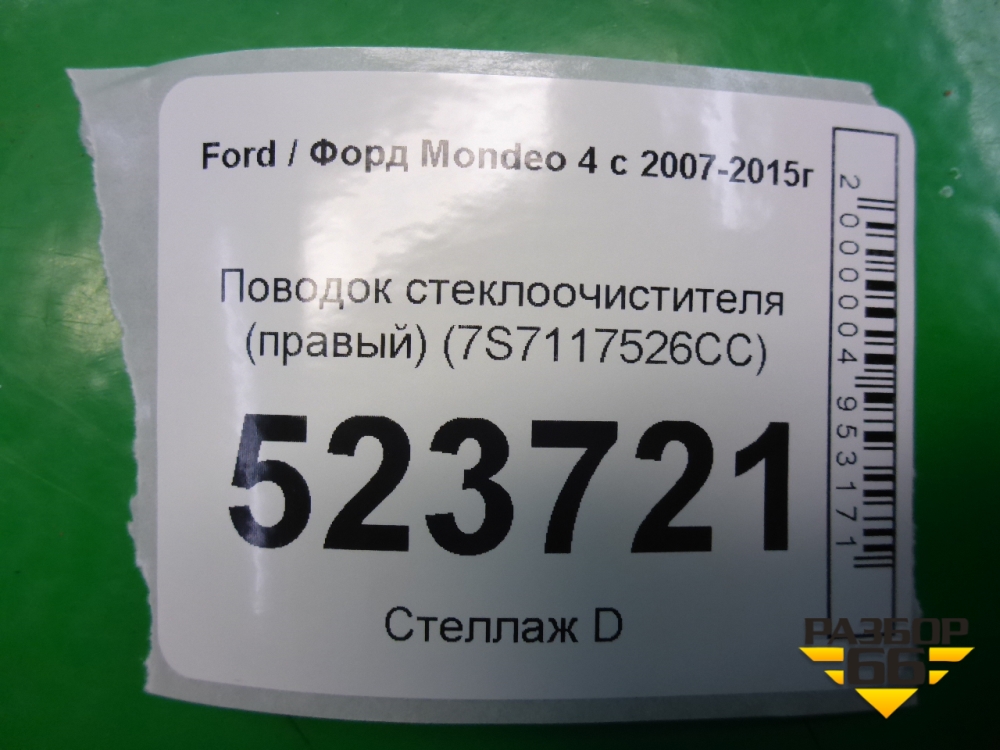 Ford / Форд Mondeo 4 с 2007-2015г
Поводок стеклоочистителя
(правый) (7S7117526CC)
523721
Стеллаж D
2000004953171
РАЗБОР
66